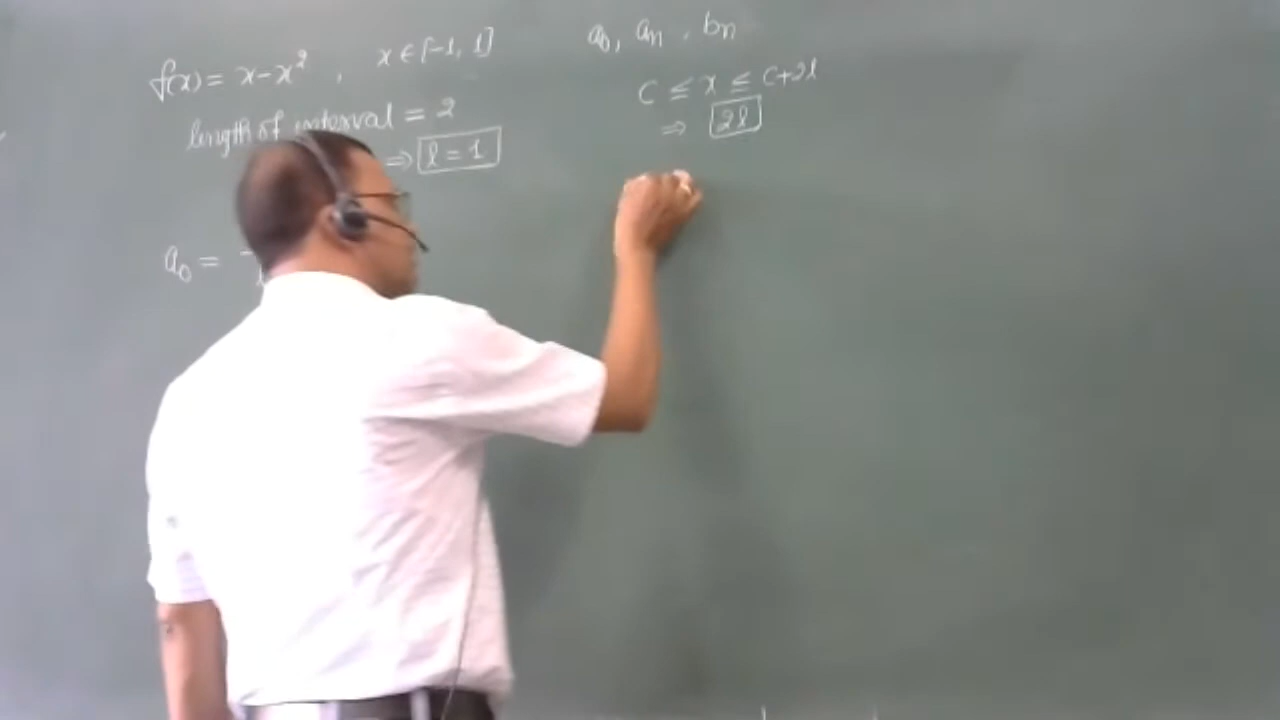 f(x) = x-x² , x ∈ [-1, 1]
length of interval = 2
⇒ l = 1
a₀ =
a₀, aₙ, bₙ
C ≤ x ≤ C+2l
⇒ 2l